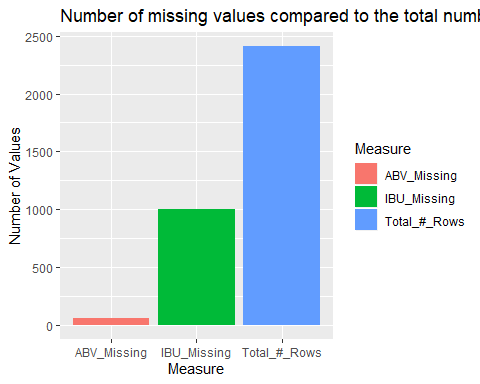 Number of missing values compared to the total numb
2500
2000
1500
1000
500
0
Number of Values
ABV_Missing
IBU_Missing
Total_#_Rows
Measure
Measure
ABV_Missing
IBU_Missing
Total_#_Rows